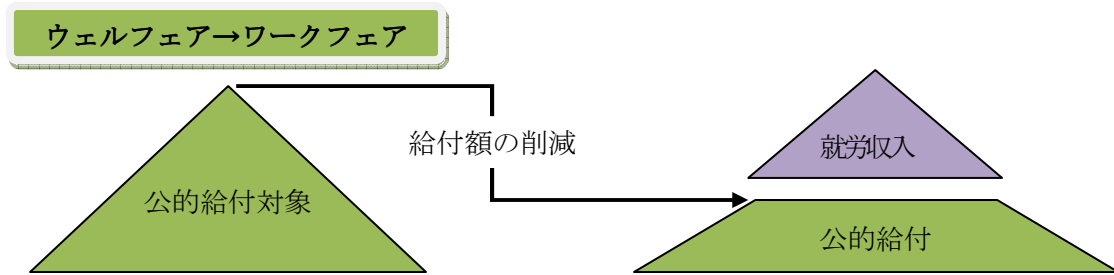 ウェルフェア→ワークフェア
給付額の削減
就労収入
公的給付対象
公的給付